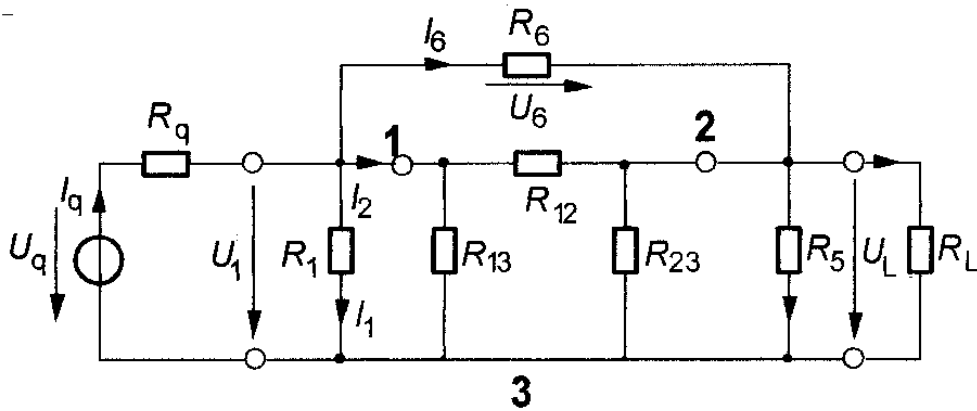 I6 R6
U6
Rq 1 2
Iq I2 R12
Uq U1 R1 R13 R23 R5 UL RL
I1
3